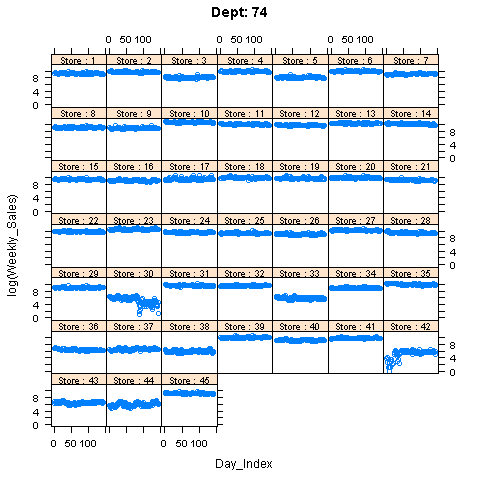 Dept: 74
0 50 100 0 50 100 0 50 100
Store : 1 Store : 2 Store : 3 Store : 4 Store : 5 Store : 6 Store : 7
8
4
0
Store : 8 Store : 9 Store : 10 Store : 11 Store : 12 Store : 13 Store : 14
8
4
0
Store : 15 Store : 16 Store : 17 Store : 18 Store : 19 Store : 20 Store : 21
8
4
0
Store : 22 Store : 23 Store : 24 Store : 25 Store : 26 Store : 27 Store : 28
8
4
0
Store : 29 Store : 30 Store : 31 Store : 32 Store : 33 Store : 34 Store : 35
8
4
0
Store : 36 Store : 37 Store : 38 Store : 39 Store : 40 Store : 41 Store : 42
8
4
0
Store : 43 Store : 44 Store : 45
8
4
0
0 50 100 0 50 100
log(Weekly_Sales)
Day_Index